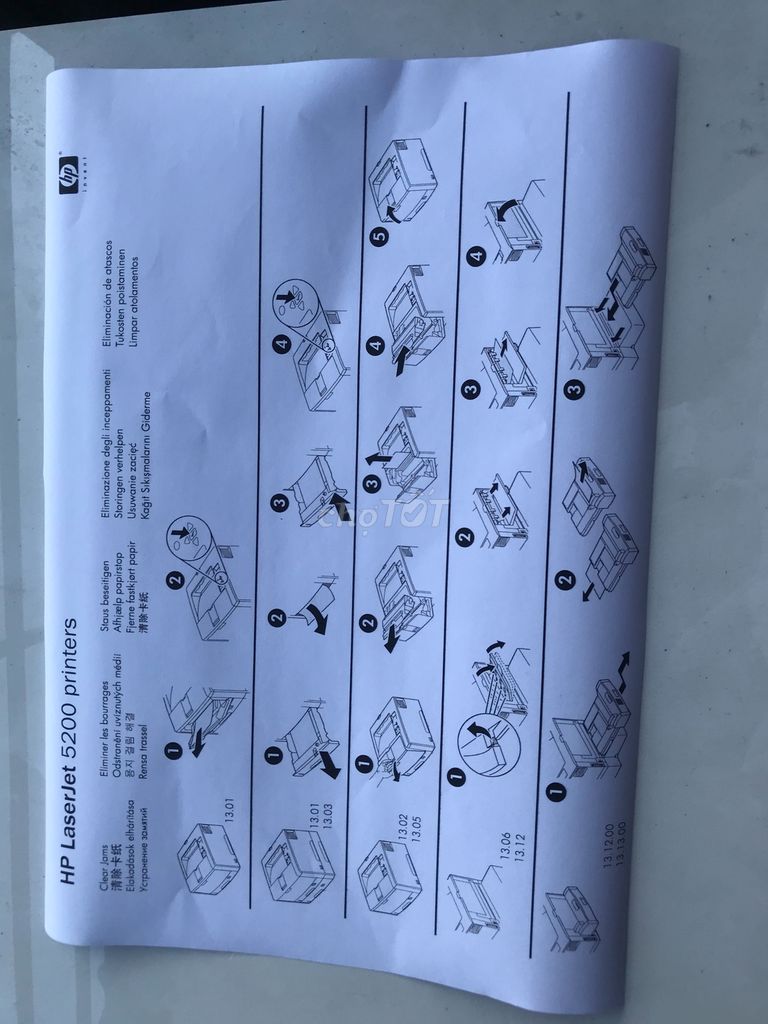 HP LaserJet 5200 printers
hp
invent
Clear Jams
清除卡纸
Elakadások elhárítása
Устранение замятий
Eliminer les bourrages
Odstranění uvíznutých médií
용지 걸림 해결
Rensa trassel
Staus beseitigen
Afhjælp papirstop
Fjerne fastkjørt papir
清除卡紙
Eliminazione degli inceppamenti
Storingen verhelpen
Usuwanie zacięć
Kağıt Sıkışmalarını Giderme
Eliminación de atascos
Tukosten poistaminen
Limpar atolamentos
13.01
1
2
13.01
13.03
1
2
3
4
13.02
13.05
1
2
3
4
5
13.06
13.12
1
2
3
4
13.12.00
13.13.00
1
2
3
chợTỐT